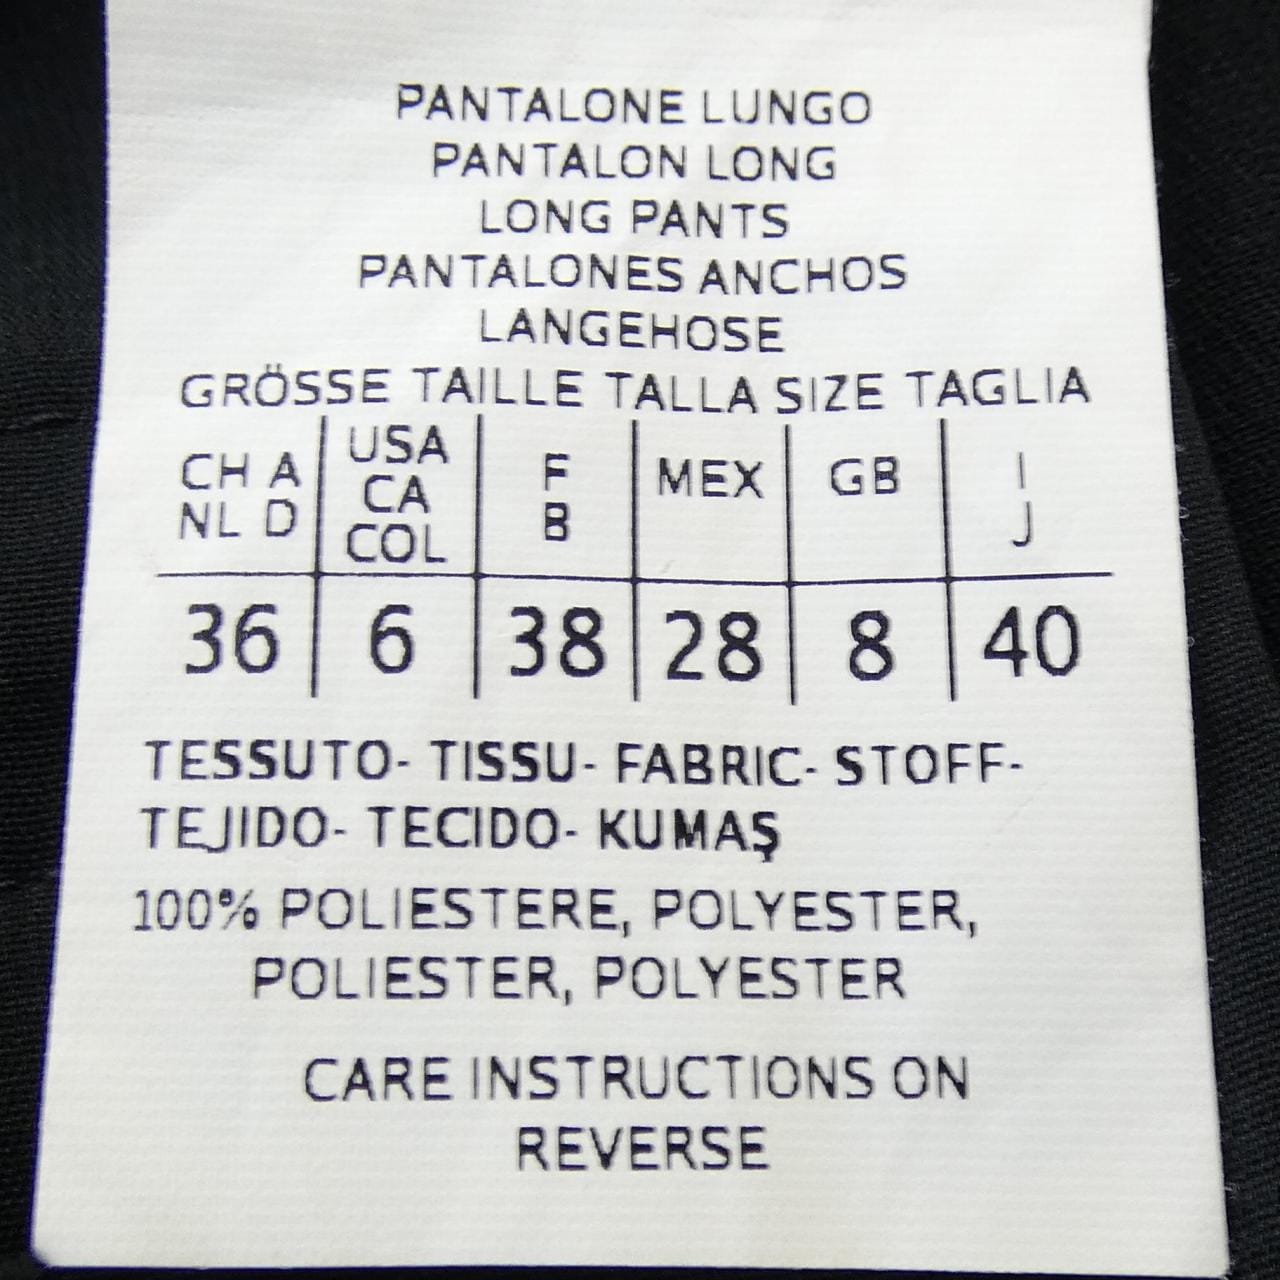 PANTALONE LUNGO
PANTALON LONG
LONG PANTS
PANTALONES ANCHOS
LANGEHOSE
GRÖSSE TAILLE TALLA SIZE TAGLIA
CH A NL D
USA CA COL
F B
MEX
GB
I J
36 6 38 28 8 40
TESSUTO- TISSU- FABRIC- STOFF-
TEJIDO- TECIDO- KUMAŞ
100% POLIESTERE, POLYESTER,
POLIESTER, POLYESTER
CARE INSTRUCTIONS ON
REVERSE